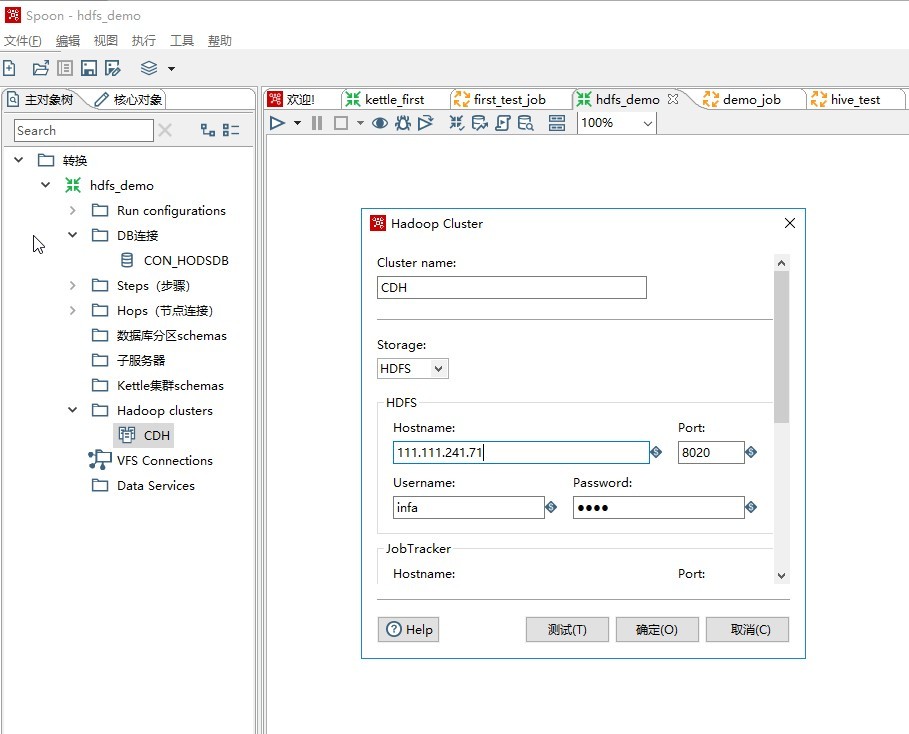 Spoon - hdfs_demo
文件(F) 编辑 视图 执行 工具 帮助
主对象树 核心对象
欢迎! kettle_first first_test_job hdfs_demo demo_job hive_test
100%
Search
转换
hdfs_demo
Run configurations
DB连接
CON_HODSDB
Steps（步骤）
Hops（节点连接）
数据库分区schemas
子服务器
Kettle集群schemas
Hadoop clusters
CDH
VFS Connections
Data Services
Hadoop Cluster
Cluster name:
CDH
Storage:
HDFS
HDFS
Hostname: Port:
111.111.241.71 8020
Username: Password:
infa ●●●●
JobTracker
Hostname: Port:
Help 测试(T) 确定(O) 取消(C)